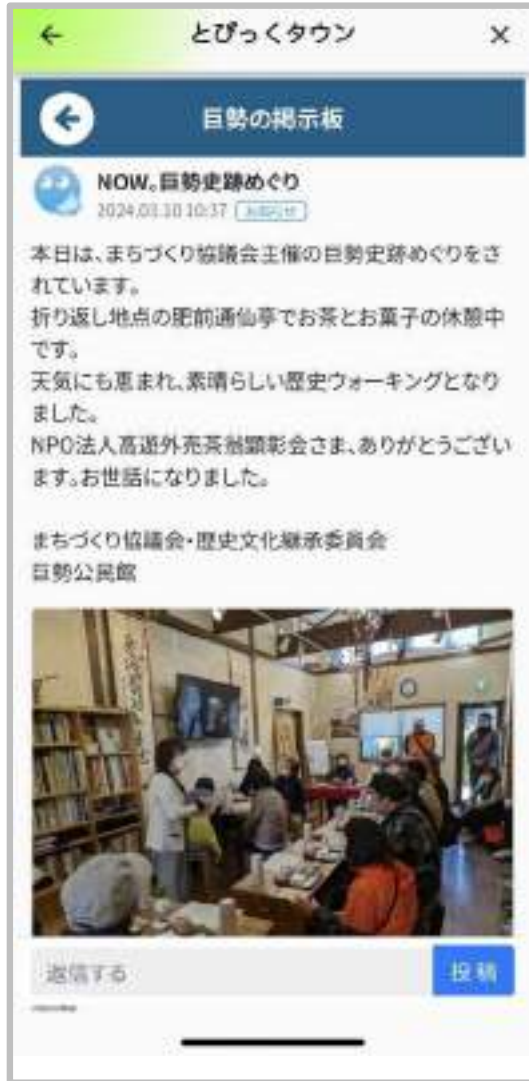 とぴっくタウン
巨勢の掲示板
NOW。巨勢史跡めぐり
2024.03.10 10:37 お知らせ
本日は、まちづくり協議会主催の巨勢史跡めぐりをさ
れています。
折り返し地点の肥前通仙亭でお茶とお菓子の休憩中
です。
天気にも恵まれ、素晴らしい歴史ウォーキングとなり
ました。
NPO法人高遊外売茶翁顕彰会さま、ありがとうござい
ます。お世話になりました。
まちづくり協議会・歴史文化継承委員会
巨勢公民館
返信する
投稿